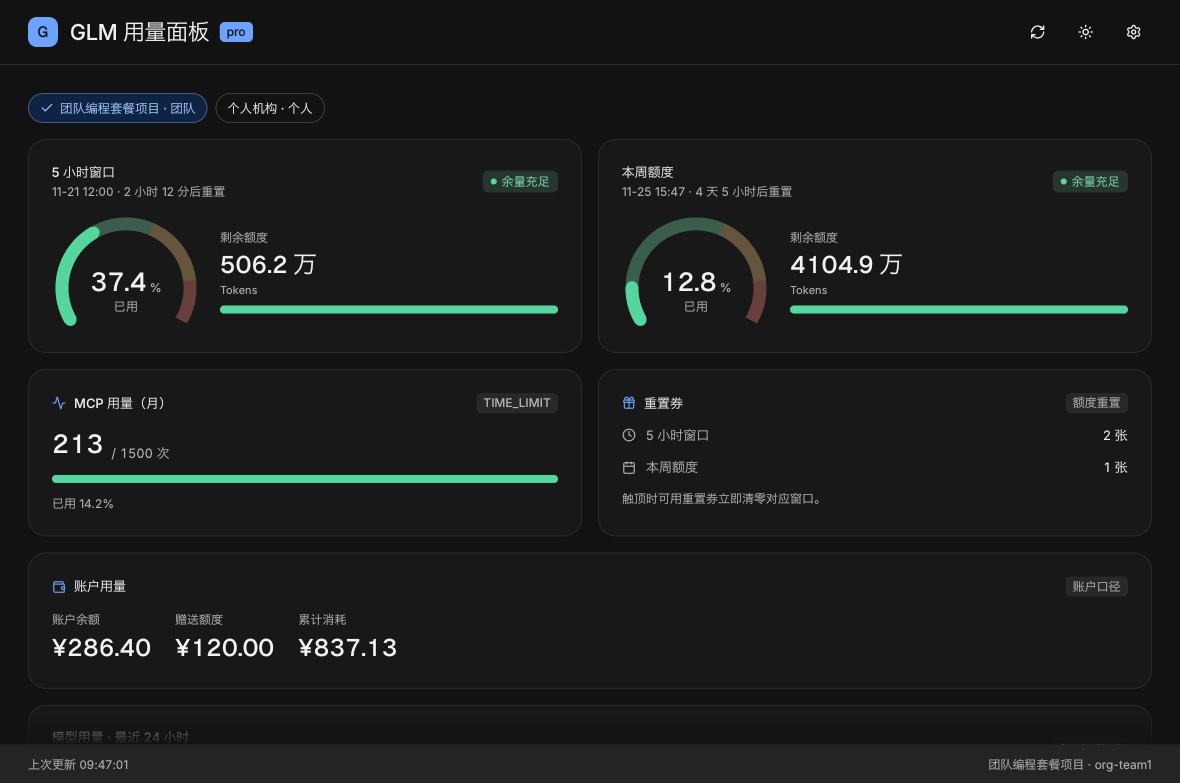 G GLM 用量面板 pro
团队编程套餐项目 · 团队
个人机构 · 个人
5 小时窗口
11-21 12:00 · 2 小时 12 分后重置
余量充足
37.4 %
已用
剩余额度
506.2 万
Tokens
本周额度
11-25 15:47 · 4 天 5 小时后重置
余量充足
12.8 %
已用
剩余额度
4104.9 万
Tokens
MCP 用量（月）
TIME_LIMIT
213 / 1500 次
已用 14.2%
重置券
额度重置
5 小时窗口
2 张
本周额度
1 张
触顶时可用重置券立即清零对应窗口。
账户用量
账户口径
账户余额
¥286.40
赠送额度
¥120.00
累计消耗
¥837.13
模型用量 · 最近 24 小时
上次更新 09:47:01
团队编程套餐项目 · org-team1